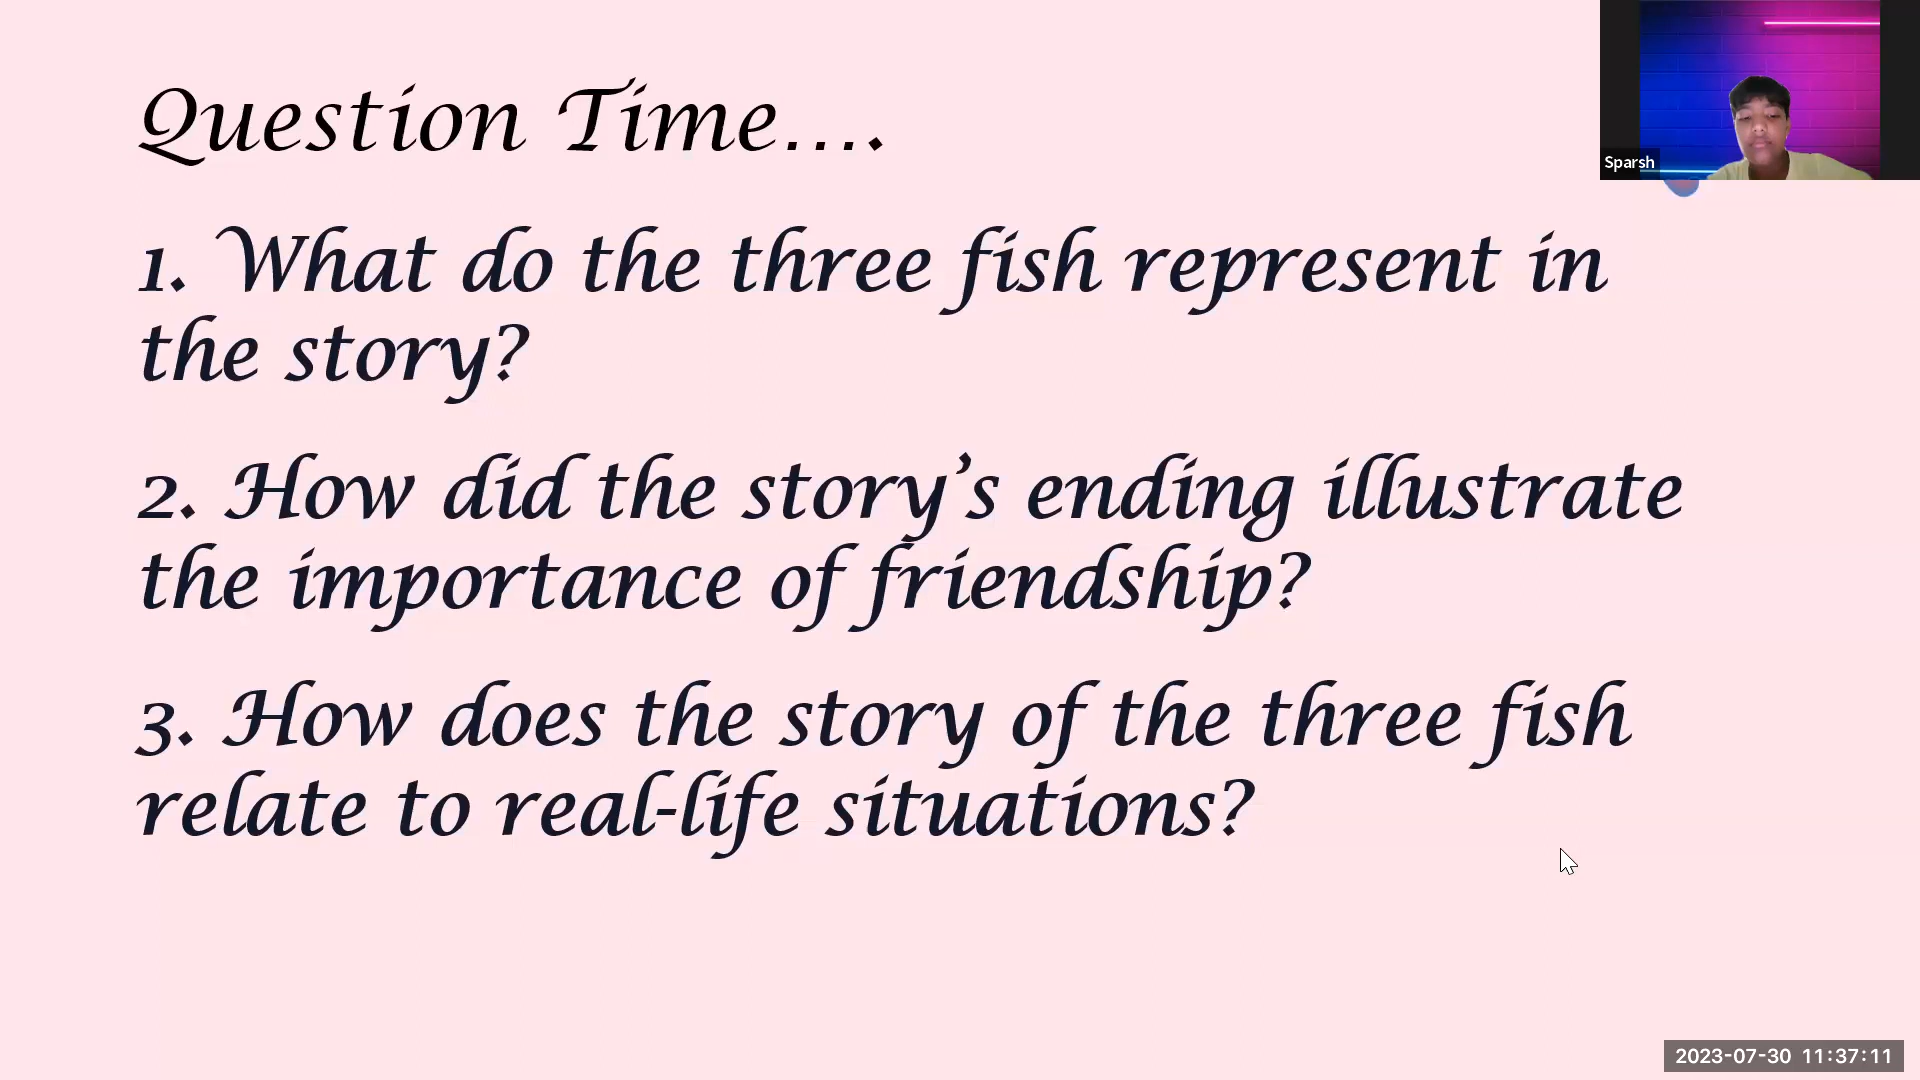 Question Time....
Sparsh
1. What do the three fish represent in
the story?
2. How did the story's ending illustrate
the importance of friendship?
3. How does the story of the three fish
relate to real-life situations?
2023-07-30 11:37:11